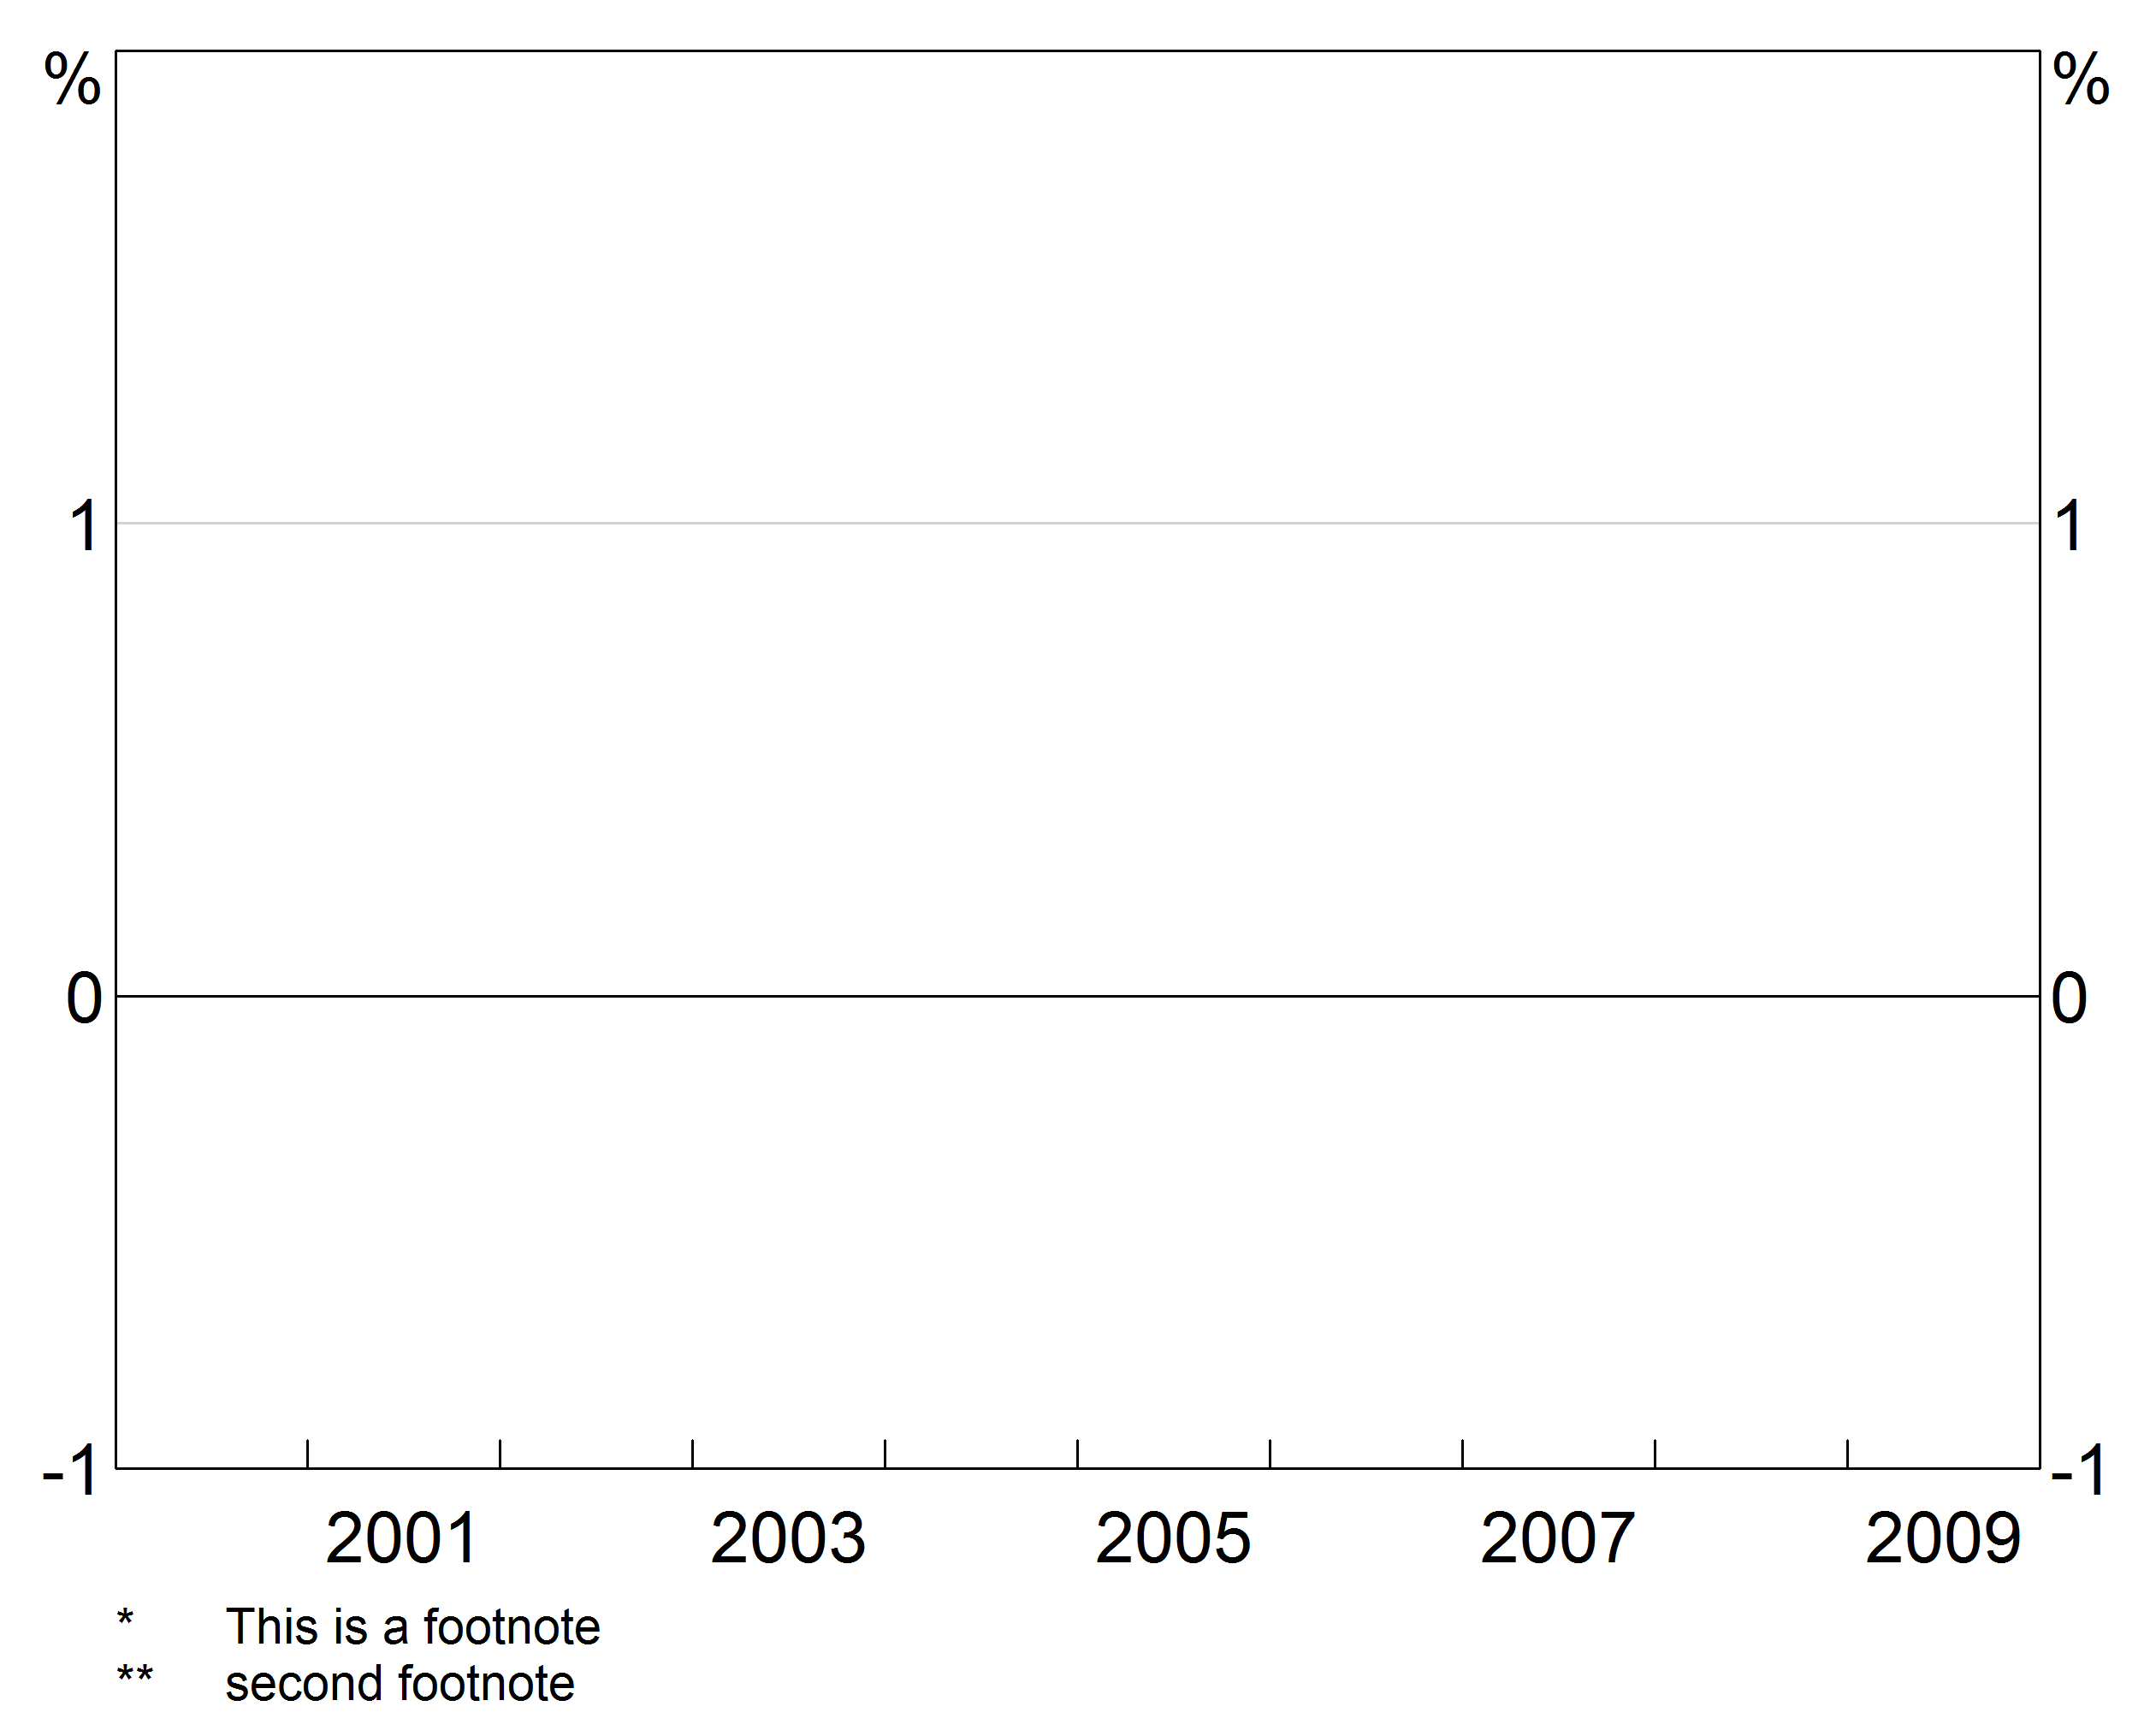 % %
1 1
0 0
-1 -1
2001 2003 2005 2007 2009
* This is a footnote
** second footnote